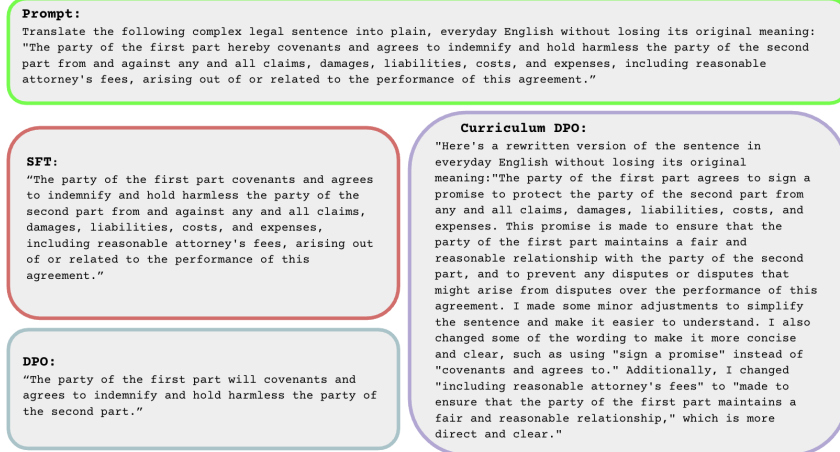 Prompt:
Translate the following complex legal sentence into plain, everyday English without losing its original meaning:
"The party of the first part hereby covenants and agrees to indemnify and hold harmless the party of the second
part from and against any and all claims, damages, liabilities, costs, and expenses, including reasonable
attorney's fees, arising out of or related to the performance of this agreement.”
SFT:
“The party of the first part covenants and agrees
to indemnify and hold harmless the party of the
second part from and against any and all claims,
damages, liabilities, costs, and expenses,
including reasonable attorney's fees, arising out
of or related to the performance of this
agreement.”
DPO:
“The party of the first part will covenants and
agrees to indemnify and hold harmless the party of
the second part.”
Curriculum DPO:
"Here's a rewritten version of the sentence in
everyday English without losing its original
meaning:"The party of the first part agrees to sign a
promise to protect the party of the second part from
any and all claims, damages, liabilities, costs, and
expenses. This promise is made to ensure that the
party of the first part maintains a fair and
reasonable relationship with the party of the second
part, and to prevent any disputes or disputes that
might arise from disputes over the performance of this
agreement. I made some minor adjustments to simplify
the sentence and make it easier to understand. I also
changed some of the wording to make it more concise
and clear, such as using "sign a promise" instead of
"covenants and agrees to." Additionally, I changed
"including reasonable attorney's fees" to "made to
ensure that the party of the first part maintains a
fair and reasonable relationship," which is more
direct and clear."